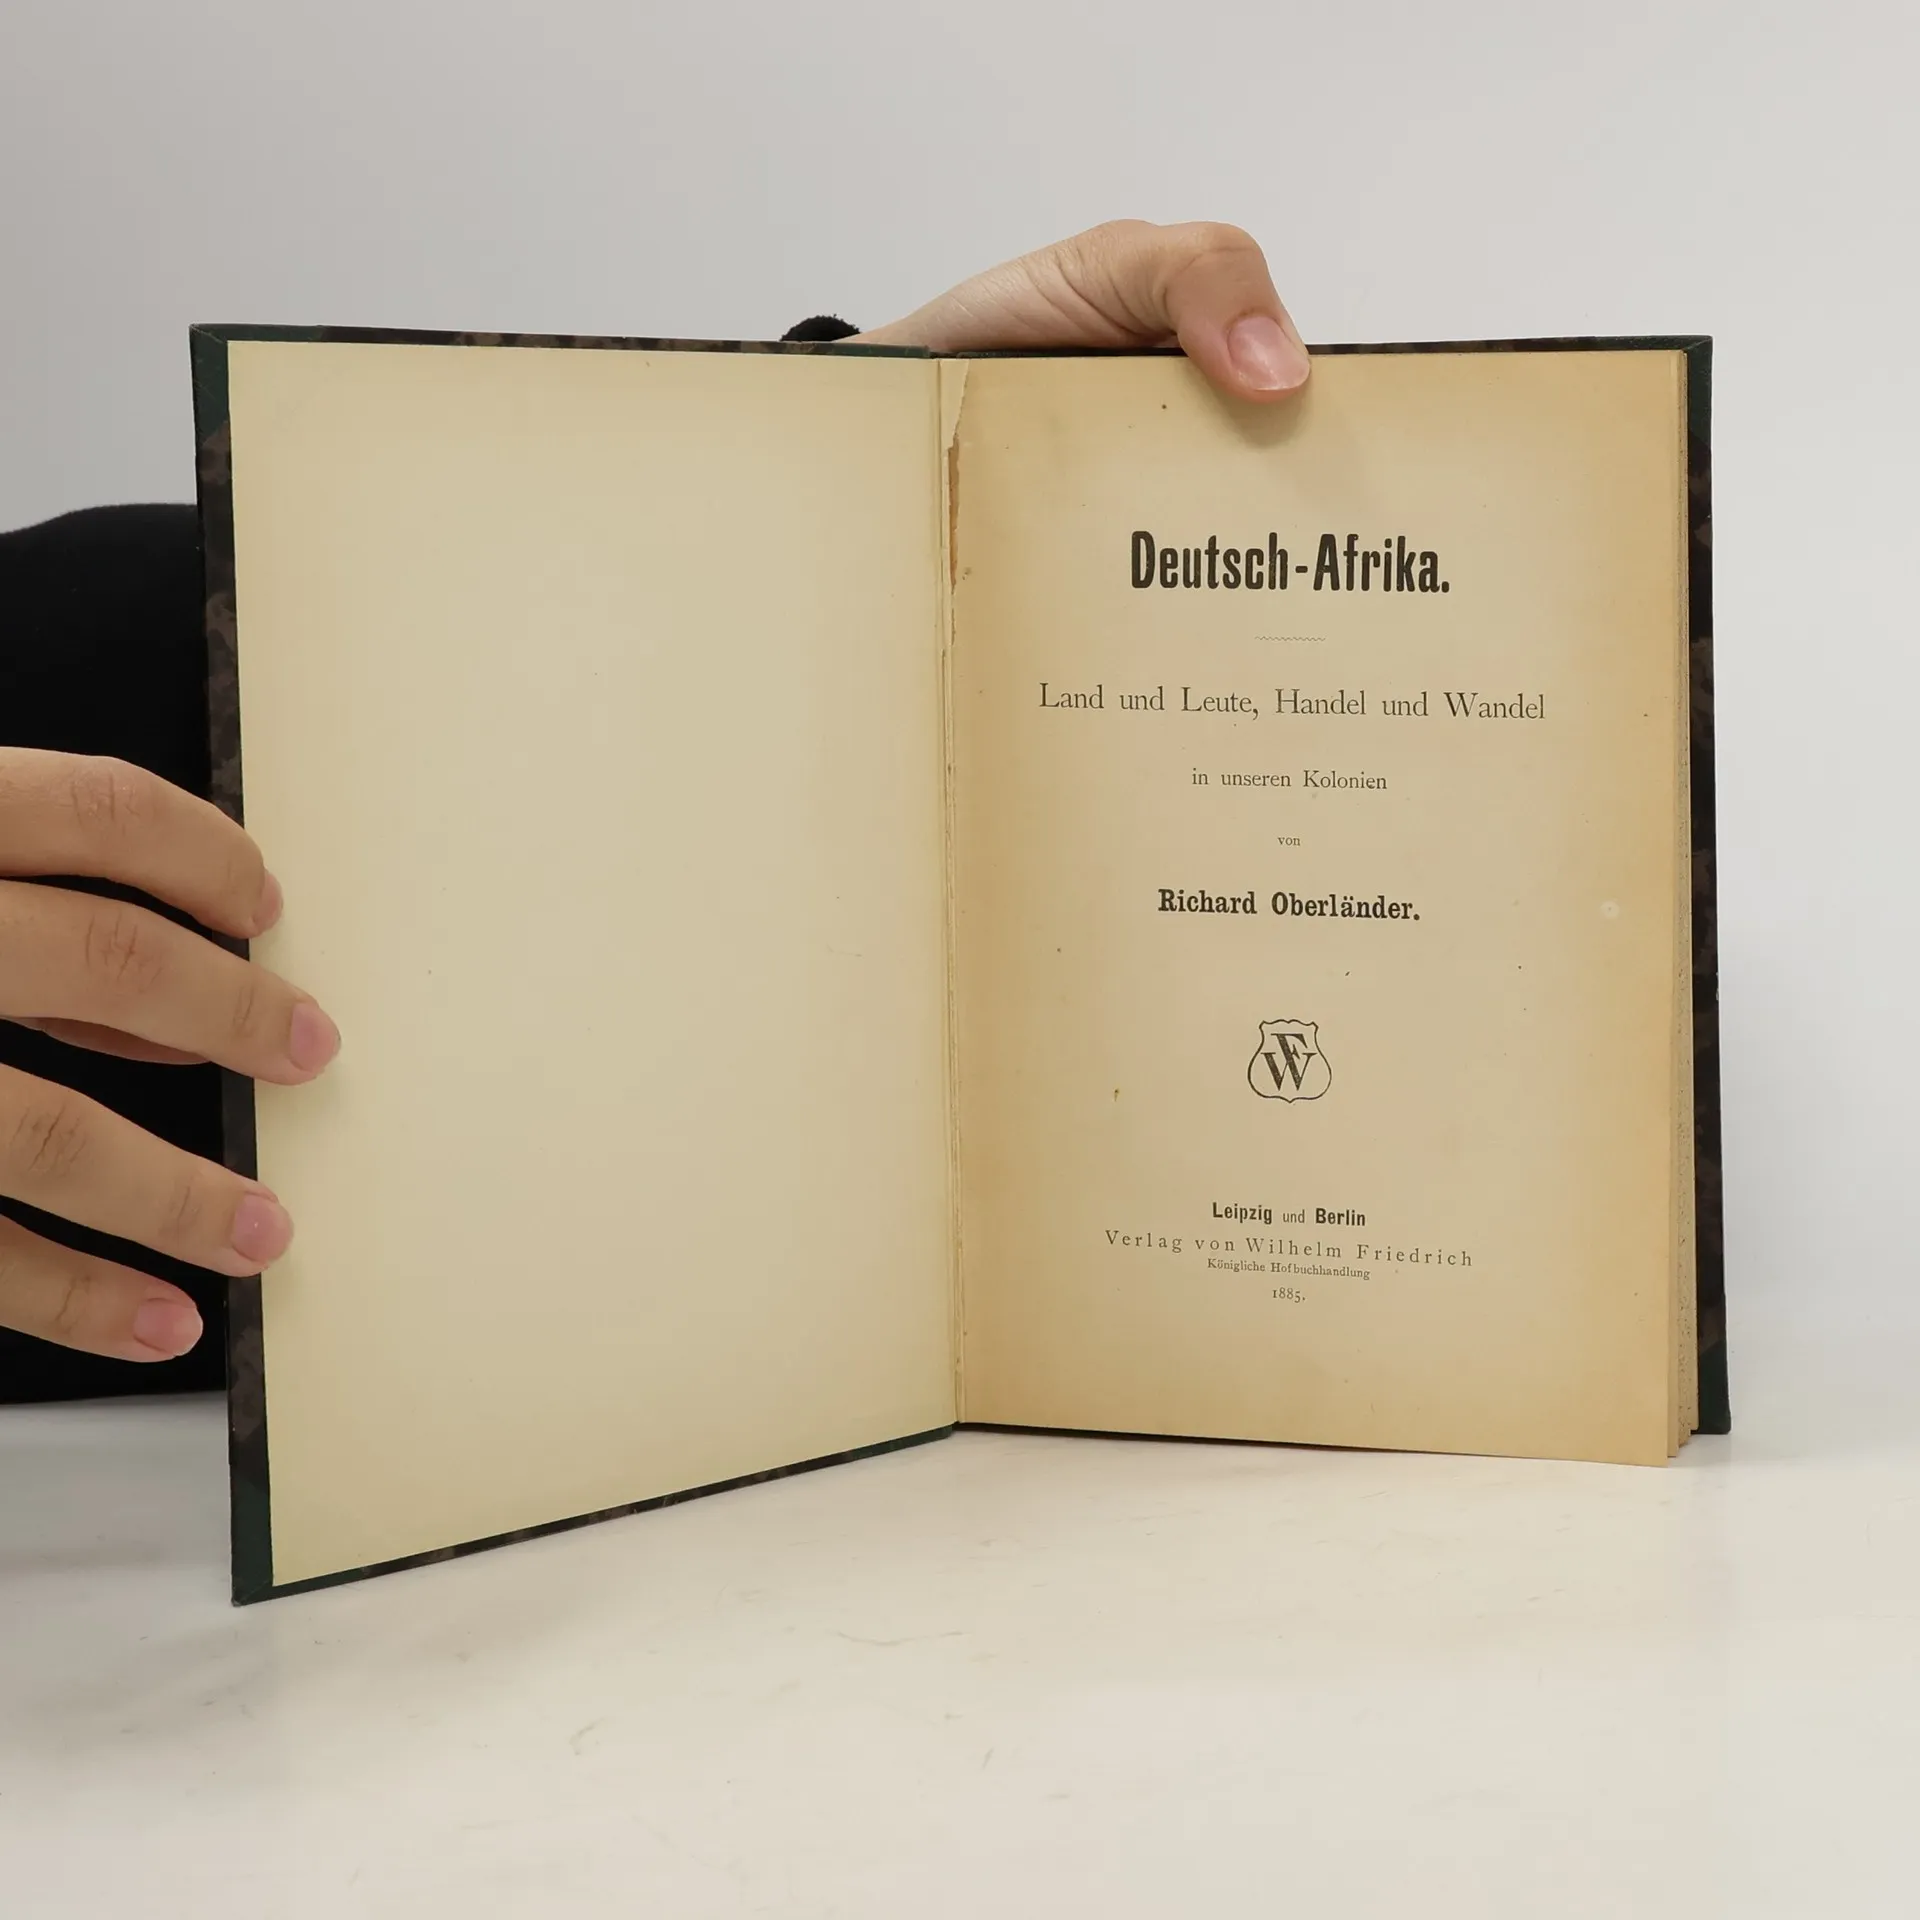 Deutsch-Afrika.
Land und Leute, Handel und Wandel
in unseren Kolonien
von
Richard Oberländer.
WF
Leipzig und Berlin
Verlag von Wilhelm Friedrich
Königliche Hofbuchhandlung
1885.